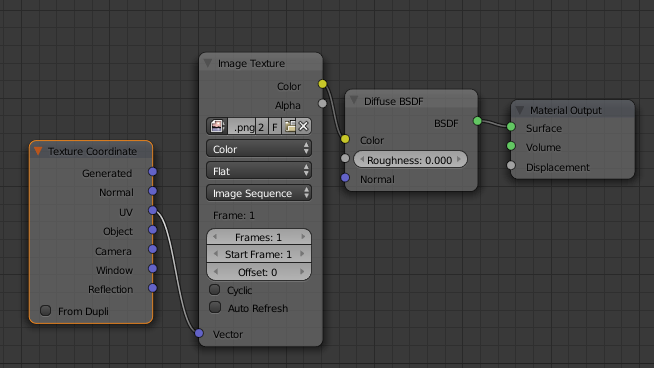 Texture Coordinate
Generated
Normal
UV
Object
Camera
Window
Reflection
From Dupli
Image Texture
Color
Alpha
.png 2 F
Color
Flat
Image Sequence
Frame: 1
Frames: 1
Start Frame: 1
Offset: 0
Cyclic
Auto Refresh
Vector
Diffuse BSDF
BSDF
Color
Roughness: 0.000
Normal
Material Output
Surface
Volume
Displacement